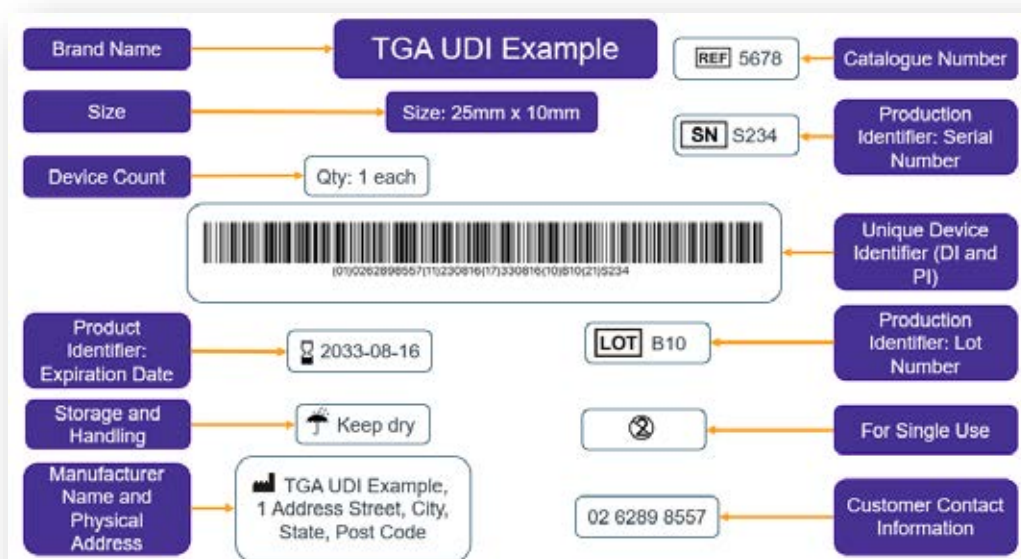 Brand Name
TGA UDI Example
REF 5678
Catalogue Number
Size
Size: 25mm x 10mm
SN S234
Production
Identifier: Serial
Number
Device Count
Qty: 1 each
(01)0262898557(11)230816(17)330816(10)B10(21)S234
Unique Device
Identifier (DI and
PI)
Product
Identifier:
Expiration Date
2033-08-16
LOT B10
Production
Identifier: Lot
Number
Storage and
Handling
Keep dry
2
For Single Use
Manufacturer
Name and
Physical
Address
TGA UDI Example,
1 Address Street, City,
State, Post Code
02 6289 8557
Customer Contact
Information